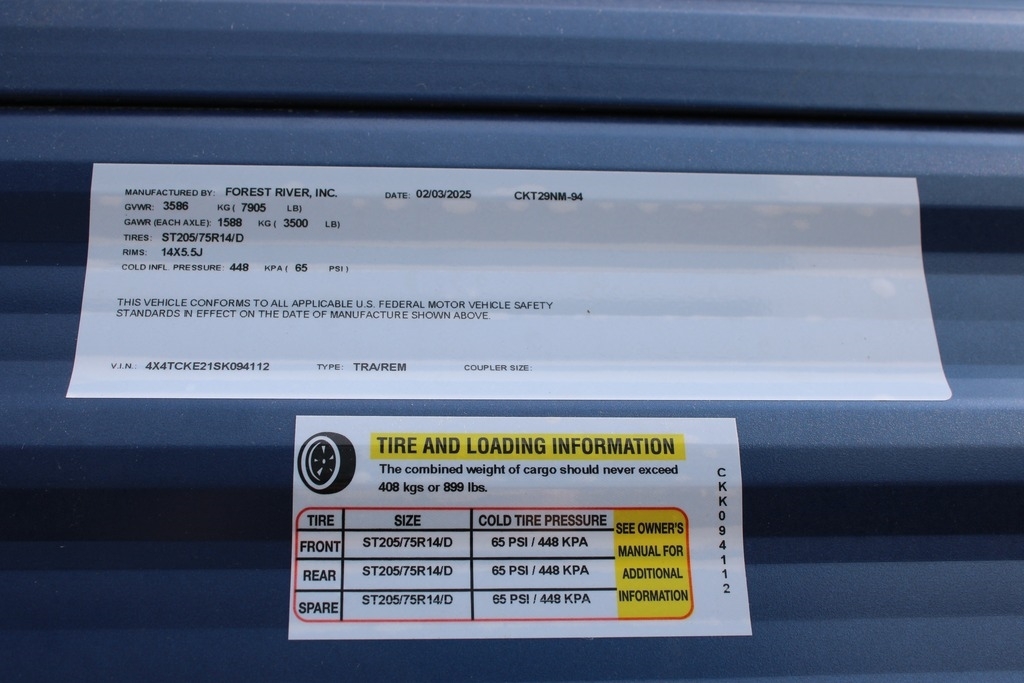 MANUFACTURED BY: FOREST RIVER, INC. DATE: 02/03/2025 CKT29NM-94
GVWR: 3586 KG ( 7905 LB)
GAWR (EACH AXLE): 1588 KG ( 3500 LB)
TIRES: ST205/75R14/D
RIMS: 14X5.5J
COLD INFL. PRESSURE: 448 KPA ( 65 PSI )
THIS VEHICLE CONFORMS TO ALL APPLICABLE U.S. FEDERAL MOTOR VEHICLE SAFETY
STANDARDS IN EFFECT ON THE DATE OF MANUFACTURE SHOWN ABOVE.
V.I.N.: 4X4TCKE21SK094112 TYPE: TRA/REM COUPLER SIZE:
TIRE AND LOADING INFORMATION
The combined weight of cargo should never exceed
408 kgs or 899 lbs.
TIRE SIZE COLD TIRE PRESSURE
FRONT ST205/75R14/D 65 PSI / 448 KPA
REAR ST205/75R14/D 65 PSI / 448 KPA
SPARE ST205/75R14/D 65 PSI / 448 KPA
SEE OWNER'S
MANUAL FOR
ADDITIONAL
INFORMATION
CKK094112